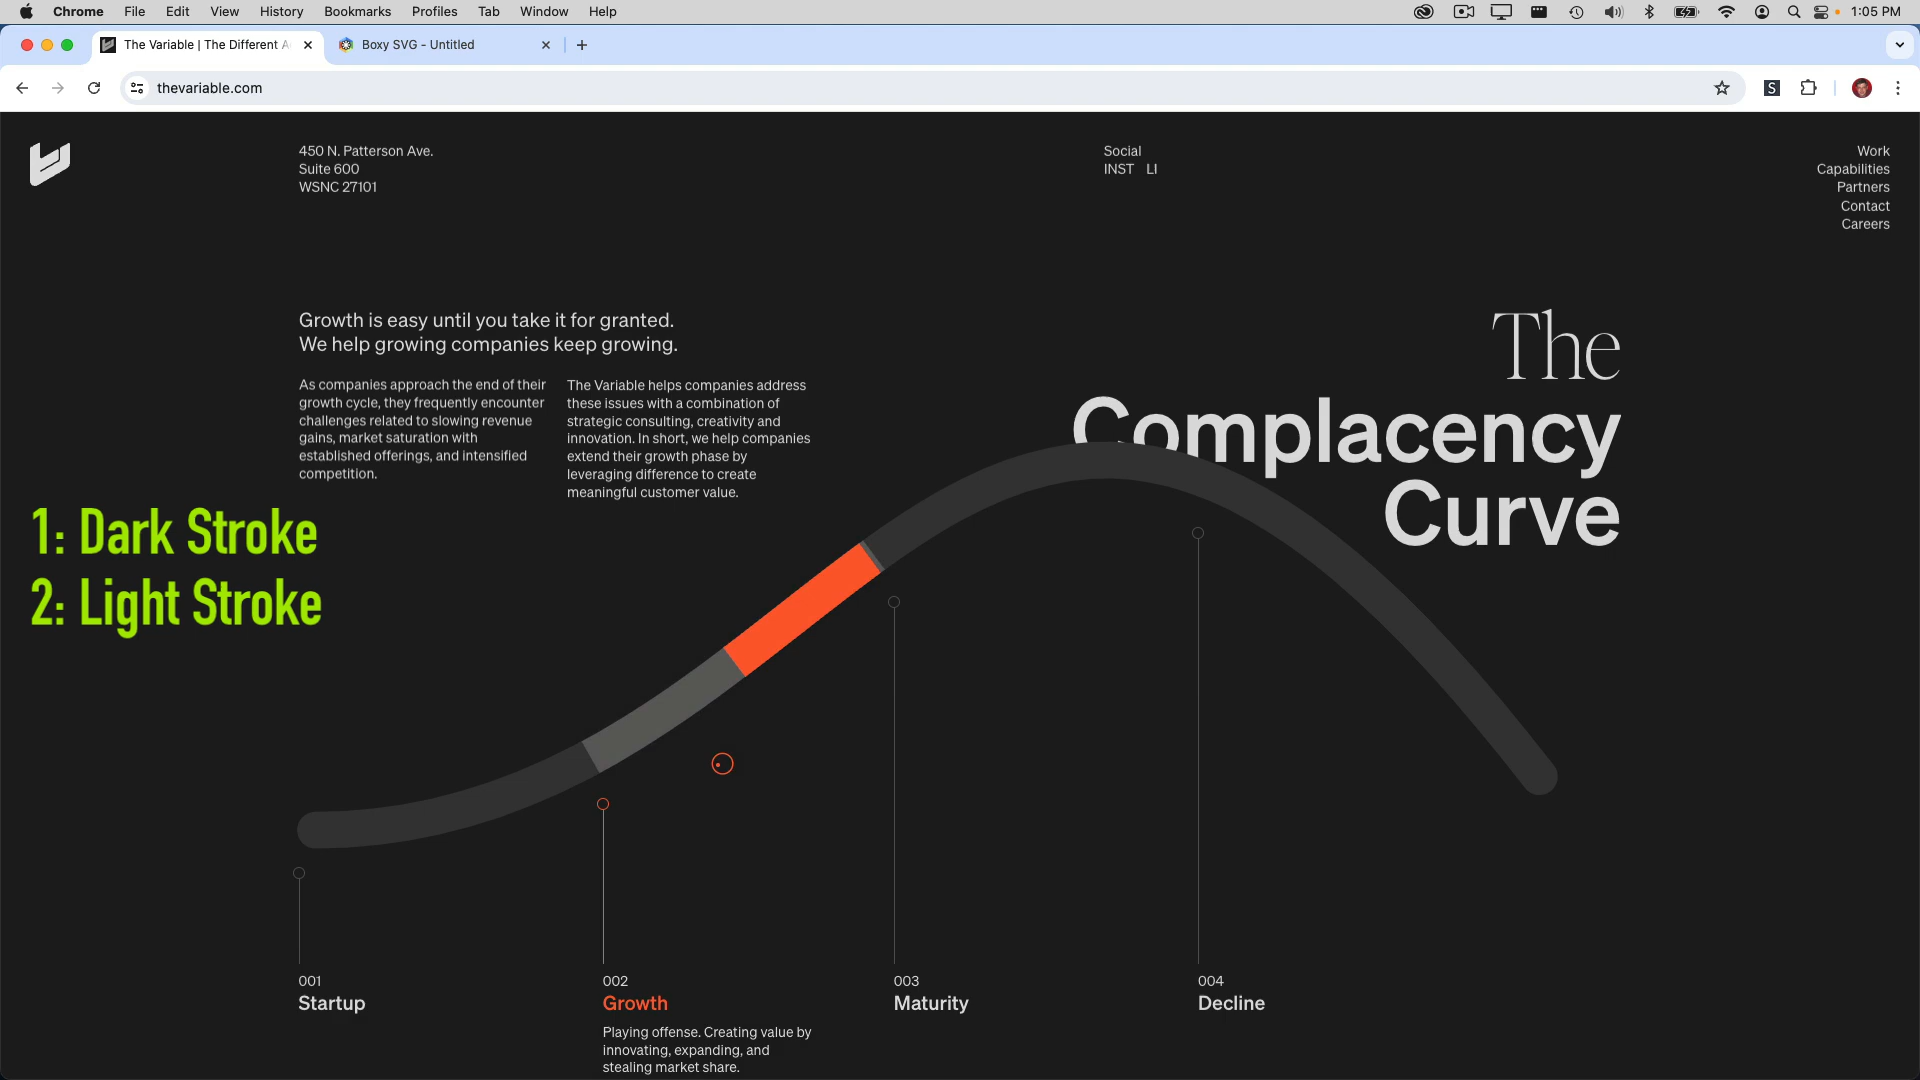 Chrome File Edit View History Bookmarks Profiles Tab Window Help
1:05 PM
The Variable | The Different A
Boxy SVG - Untitled
thevariable.com
S
450 N. Patterson Ave.
Suite 600
WSNC 27101
Social
INST LI
Work
Capabilities
Partners
Contact
Careers
Growth is easy until you take it for granted.
We help growing companies keep growing.
As companies approach the end of their
growth cycle, they frequently encounter
challenges related to slowing revenue
gains, market saturation with
established offerings, and intensified
competition.
The Variable helps companies address
these issues with a combination of
strategic consulting, creativity and
innovation. In short, we help companies
extend their growth phase by
leveraging difference to create
meaningful customer value.
The
Complacency
Curve
1: Dark Stroke
2: Light Stroke
001
Startup
002
Growth
Playing offense. Creating value by
innovating, expanding, and
stealing market share.
003
Maturity
004
Decline